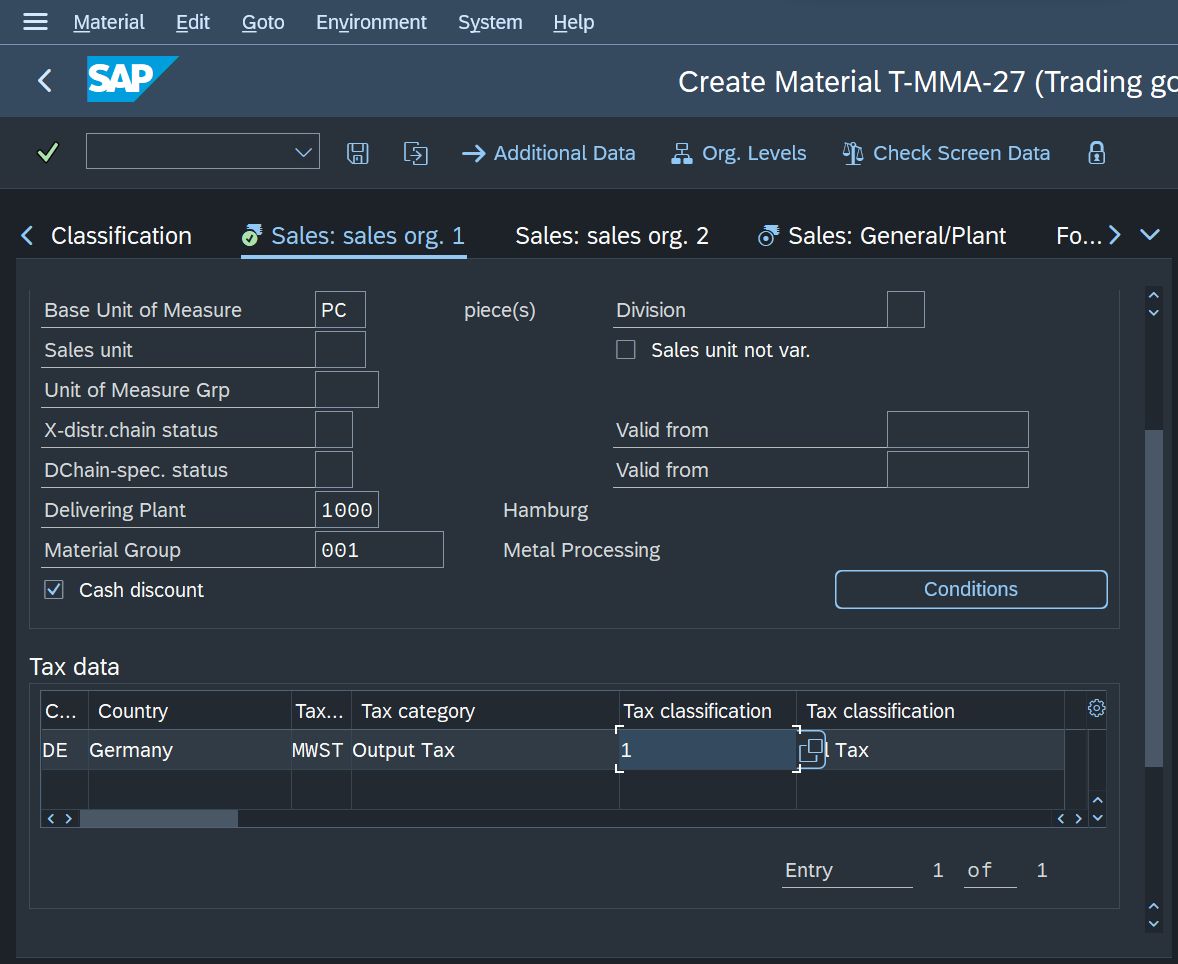 Material Edit Goto Environment System Help
SAP
Create Material T-MMA-27 (Trading go
Additional Data Org. Levels Check Screen Data
Classification Sales: sales org. 1 Sales: sales org. 2 Sales: General/Plant Fo...
Base Unit of Measure PC piece(s) Division
Sales unit Sales unit not var.
Unit of Measure Grp
X-distr.chain status Valid from
DChain-spec. status Valid from
Delivering Plant 1000 Hamburg
Material Group 001 Metal Processing
Cash discount Conditions
Tax data
C... Country Tax... Tax category Tax classification Tax classification
DE Germany MWST Output Tax 1 Tax
Entry 1 of 1